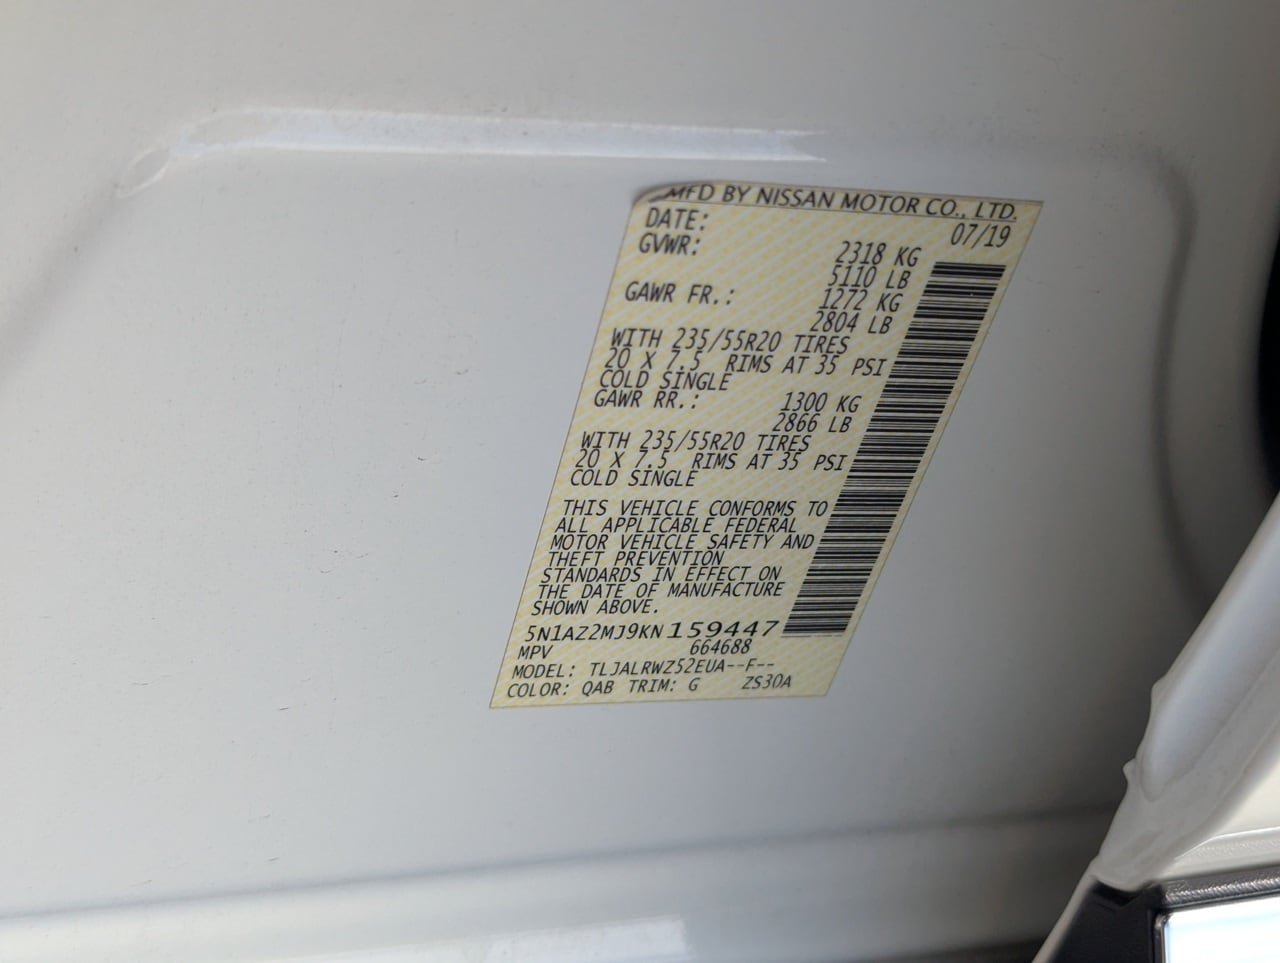 MFD BY NISSAN MOTOR CO., LTD.
DATE: 07/19
GVWR: 2318 KG
5110 LB
GAWR FR.: 1272 KG
2804 LB
WITH 235/55R20 TIRES
20 X 7.5 RIMS AT 35 PSI
COLD SINGLE
GAWR RR.: 1300 KG
2866 LB
WITH 235/55R20 TIRES
20 X 7.5 RIMS AT 35 PSI
COLD SINGLE
THIS VEHICLE CONFORMS TO
ALL APPLICABLE FEDERAL
MOTOR VEHICLE SAFETY AND
THEFT PREVENTION
STANDARDS IN EFFECT ON
THE DATE OF MANUFACTURE
SHOWN ABOVE.
5N1AZ2MJ9KN159447
MPV 664688
MODEL: TLJALRWZ52EUA--F--
COLOR: QAB TRIM: G ZS30A